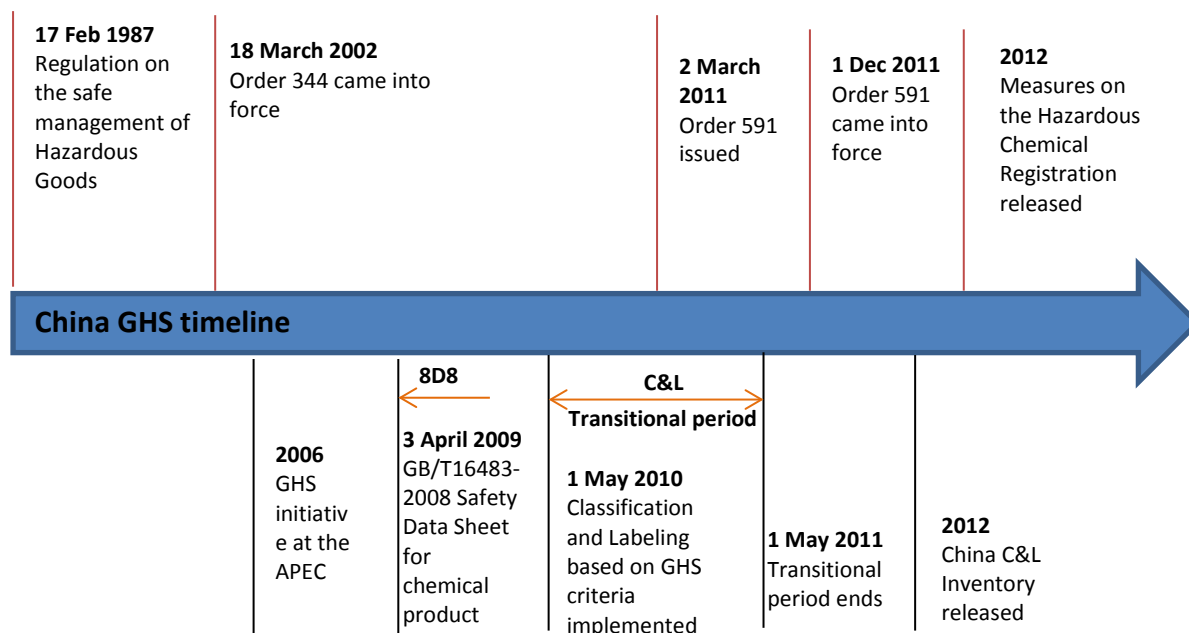 17 Feb 1987
Regulation on
the safe
management of
Hazardous
Goods
18 March 2002
Order 344 came into
force
2 March
2011
Order 591
issued
1 Dec 2011
Order 591
came into
force
2012
Measures on
the Hazardous
Chemical
Registration
released
China GHS timeline
2006
GHS
initiativ
e at the
APEC
8D8
3 April 2009
GB/T16483-
2008 Safety
Data Sheet
for
chemical
product
C&L
Transitional period
1 May 2010
Classification
and Labeling
based on GHS
criteria
implemented
1 May 2011
Transitional
period ends
2012
China C&L
Inventory
released